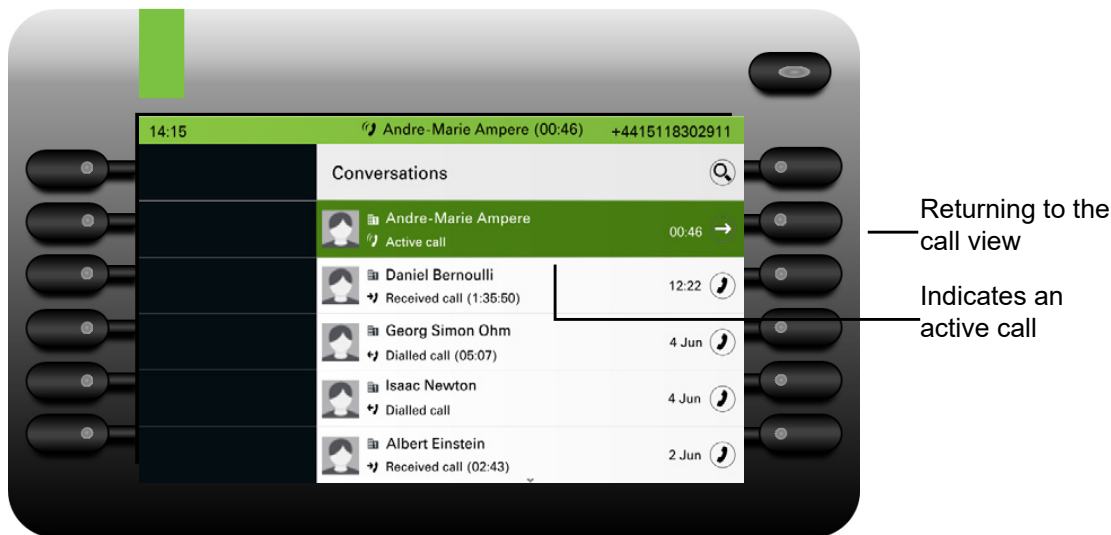 14:15 Andre-Marie Ampere (00:46) +4415118302911
Conversations
Andre-Marie Ampere
Active call
00:46
Daniel Bernoulli
Received call (1:35:50)
12:22
Georg Simon Ohm
Dialled call (05:07)
4 Jun
Isaac Newton
Dialled call
4 Jun
Albert Einstein
Received call (02:43)
2 Jun
Returning to the
call view
Indicates an
active call